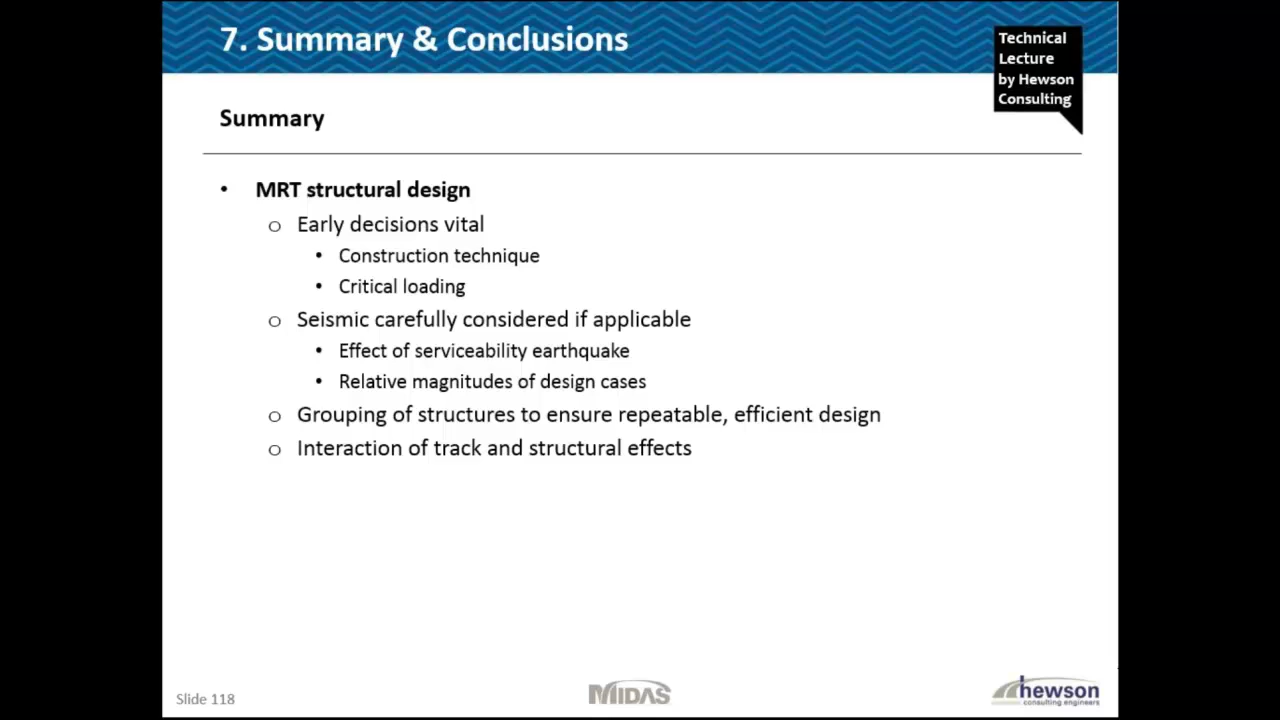 7. Summary & Conclusions
Technical
Lecture
by Hewson
Consulting
Summary
• MRT structural design
o Early decisions vital
• Construction technique
• Critical loading
o Seismic carefully considered if applicable
• Effect of serviceability earthquake
• Relative magnitudes of design cases
o Grouping of structures to ensure repeatable, efficient design
o Interaction of track and structural effects
Slide 118
MIDAS
hewson
consulting engineers